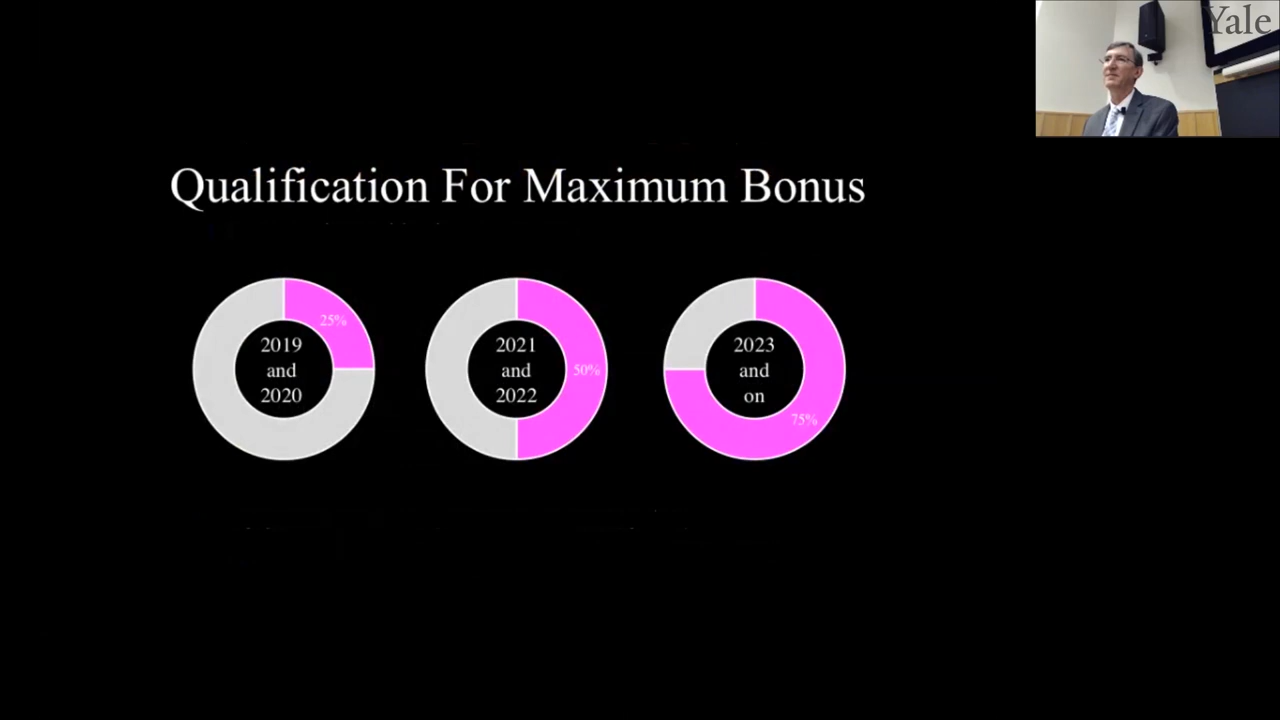 Yale
Qualification For Maximum Bonus
25%
2019
and
2020
2021
and
2022
50%
2023
and
on
75%